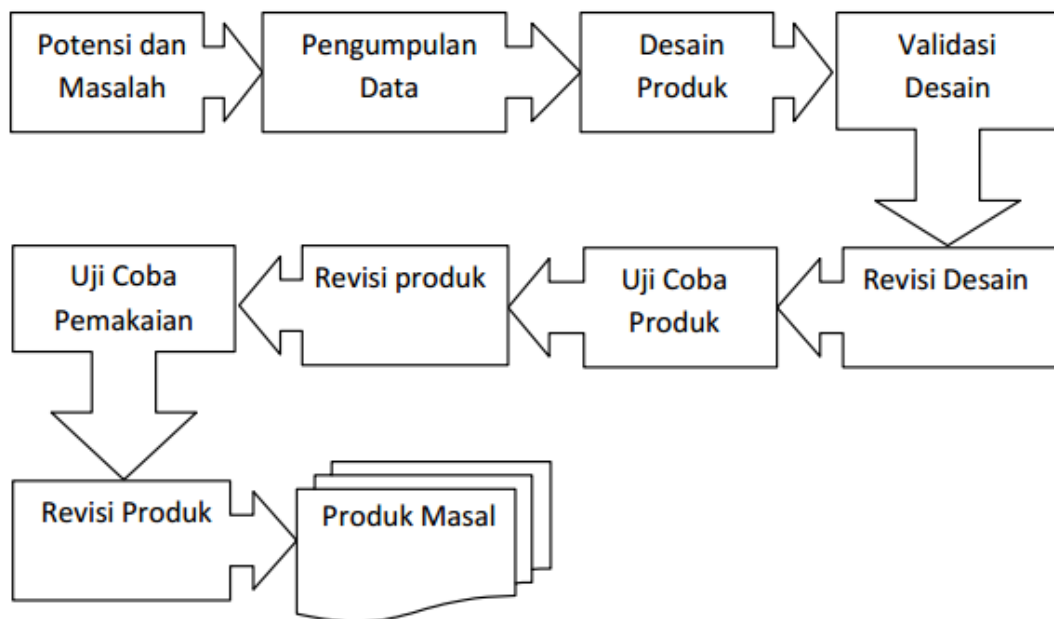 Potensi dan
Masalah
Pengumpulan
Data
Desain
Produk
Validasi
Desain
Revisi Desain
Uji Coba
Produk
Revisi produk
Uji Coba
Pemakaian
Revisi Produk
Produk Masal